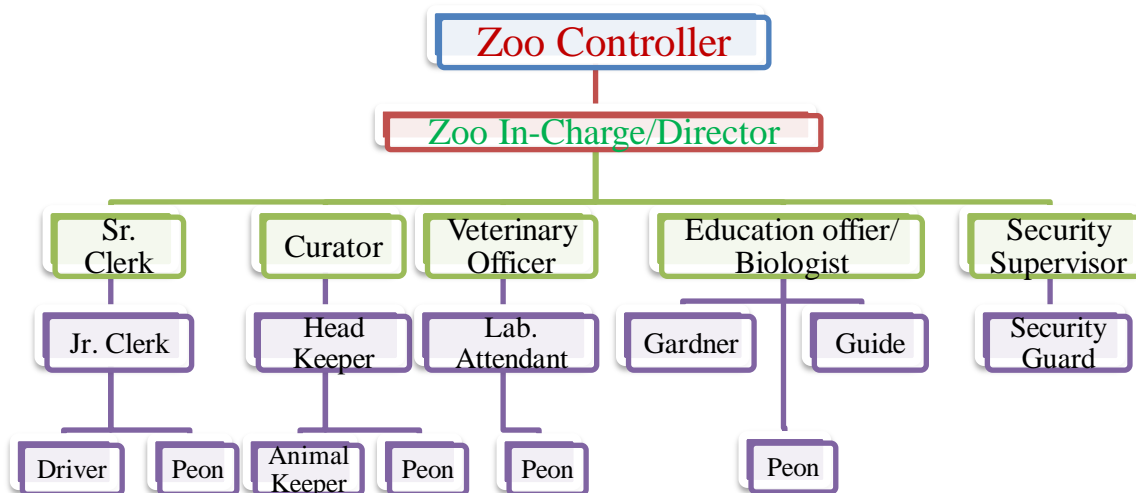 Zoo Controller
Zoo In-Charge/Director
Sr.
Clerk
Curator
Veterinary
Officer
Education offier/
Biologist
Security
Supervisor
Jr. Clerk
Head
Keeper
Lab.
Attendant
Gardner
Guide
Security
Guard
Driver
Peon
Animal
Keeper
Peon
Peon
Peon